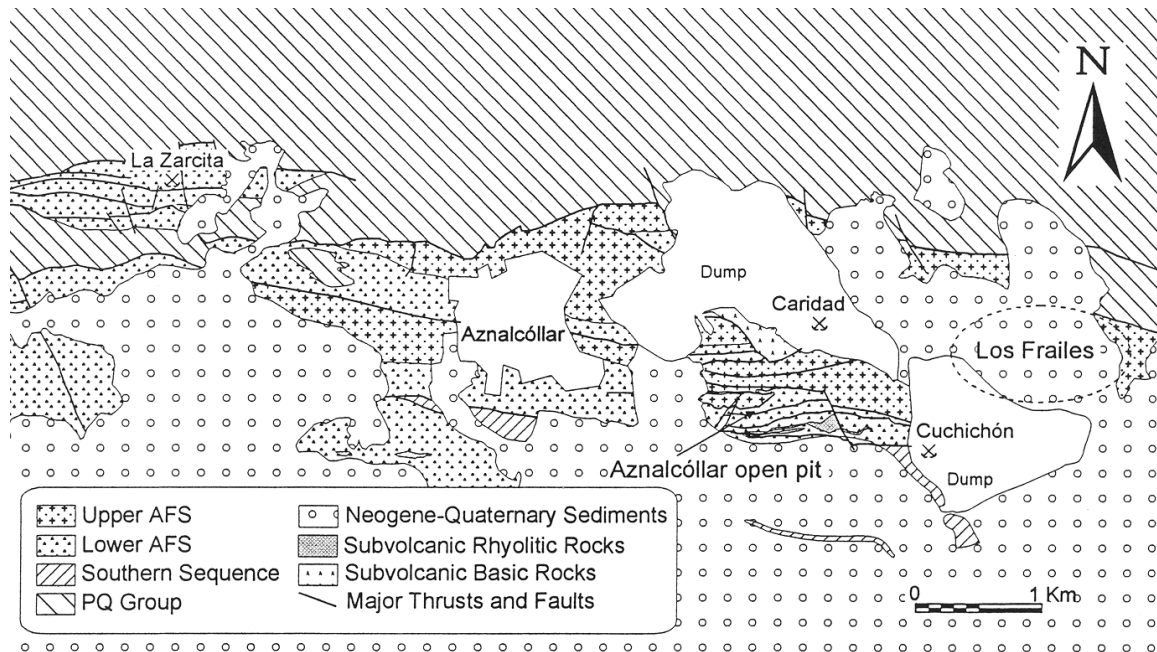 N
La Zarcita
Dump
Caridad
Aznalcóllar
Los Frailes
Cuchichón
Aznalcóllar open pit
Dump
Upper AFS
Lower AFS
Southern Sequence
PQ Group
Neogene-Quaternary Sediments
Subvolcanic Rhyolitic Rocks
Subvolcanic Basic Rocks
Major Thrusts and Faults
0 1 Km